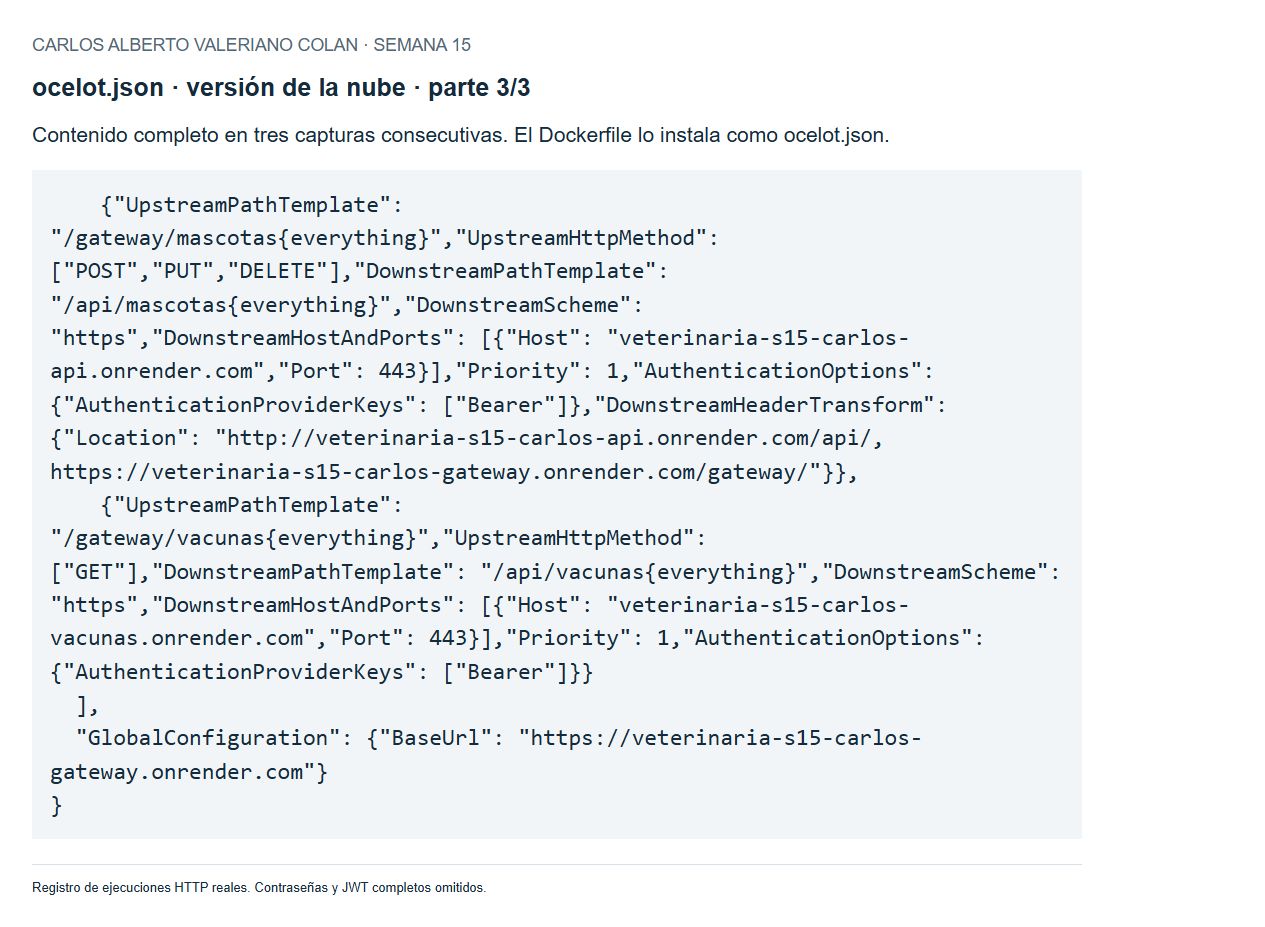 CARLOS ALBERTO VALERIANO COLAN · SEMANA 15
ocelot.json · versión de la nube · parte 3/3
Contenido completo en tres capturas consecutivas. El Dockerfile lo instala como ocelot.json.
    {"UpstreamPathTemplate":
"/gateway/mascotas{everything}","UpstreamHttpMethod":
["POST","PUT","DELETE"],"DownstreamPathTemplate":
"/api/mascotas{everything}","DownstreamScheme":
"https","DownstreamHostAndPorts": [{"Host": "veterinaria-s15-carlos-
api.onrender.com","Port": 443}],"Priority": 1,"AuthenticationOptions":
{"AuthenticationProviderKeys": ["Bearer"]},"DownstreamHeaderTransform":
{"Location": "http://veterinaria-s15-carlos-api.onrender.com/api/,
https://veterinaria-s15-carlos-gateway.onrender.com/gateway/"}},
    {"UpstreamPathTemplate":
"/gateway/vacunas{everything}","UpstreamHttpMethod":
["GET"],"DownstreamPathTemplate": "/api/vacunas{everything}","DownstreamScheme":
"https","DownstreamHostAndPorts": [{"Host": "veterinaria-s15-carlos-
vacunas.onrender.com","Port": 443}],"Priority": 1,"AuthenticationOptions":
{"AuthenticationProviderKeys": ["Bearer"]}}
  ],
  "GlobalConfiguration": {"BaseUrl": "https://veterinaria-s15-carlos-
gateway.onrender.com"}
}
Registro de ejecuciones HTTP reales. Contraseñas y JWT completos omitidos.